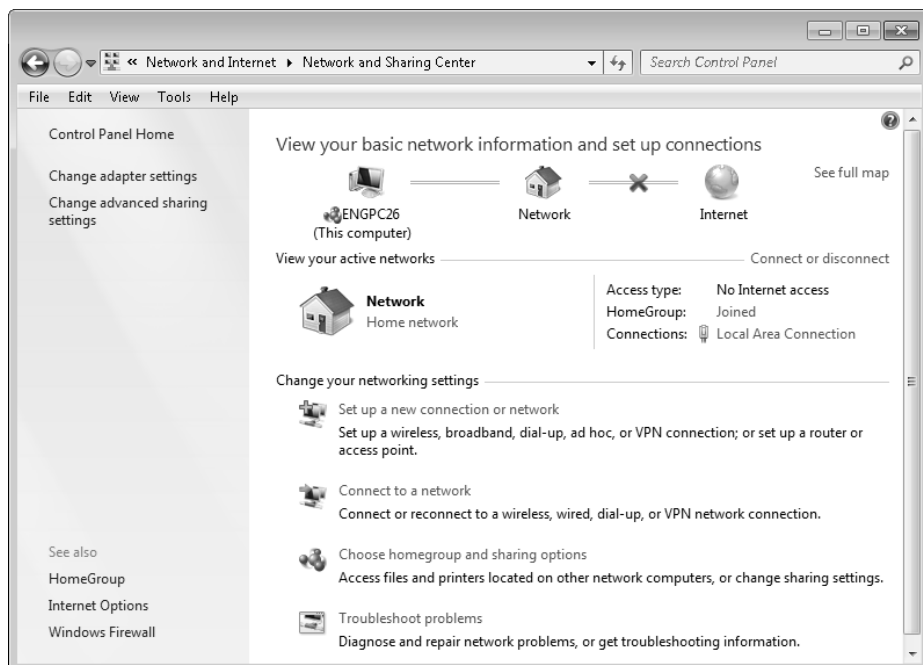 Network and Internet Network and Sharing Center
Search Control Panel
File Edit View Tools Help
Control Panel Home
Change adapter settings
Change advanced sharing
settings
See also
HomeGroup
Internet Options
Windows Firewall
View your basic network information and set up connections
See full map
ENGPC26
(This computer)
Network
Internet
View your active networks
Connect or disconnect
Network
Home network
Access type: No Internet access
HomeGroup: Joined
Connections: Local Area Connection
Change your networking settings
Set up a new connection or network
Set up a wireless, broadband, dial-up, ad hoc, or VPN connection; or set up a router or
access point.
Connect to a network
Connect or reconnect to a wireless, wired, dial-up, or VPN network connection.
Choose homegroup and sharing options
Access files and printers located on other network computers, or change sharing settings.
Troubleshoot problems
Diagnose and repair network problems, or get troubleshooting information.